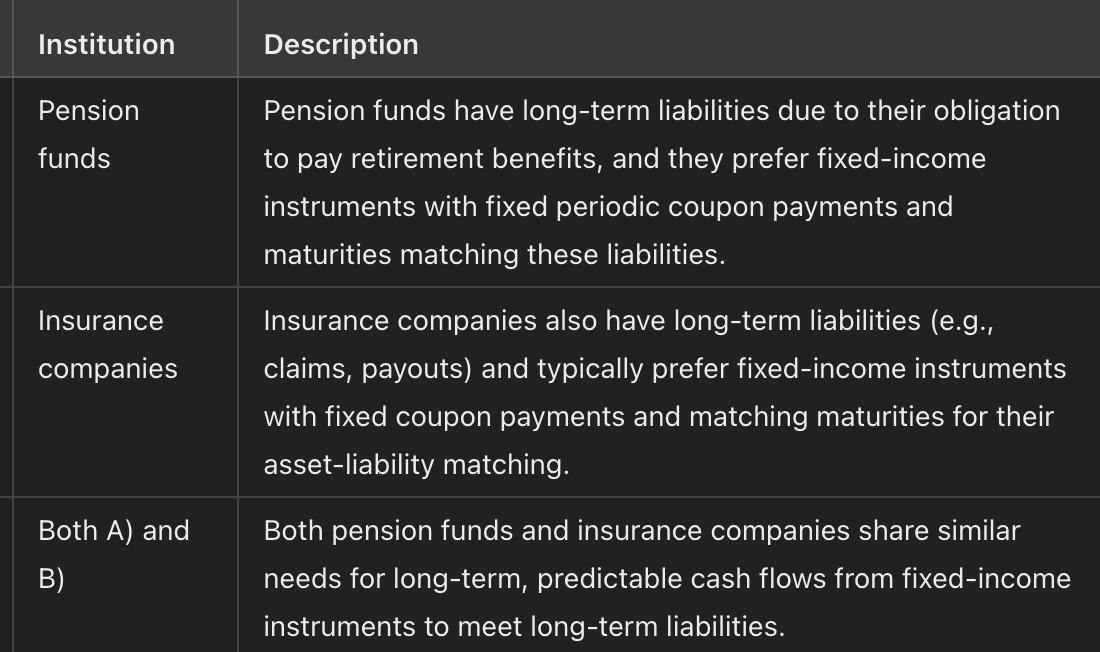 Institution
Description
Pension
funds
Pension funds have long-term liabilities due to their obligation
to pay retirement benefits, and they prefer fixed-income
instruments with fixed periodic coupon payments and
maturities matching these liabilities.
Insurance
companies
Insurance companies also have long-term liabilities (e.g.,
claims, payouts) and typically prefer fixed-income instruments
with fixed coupon payments and matching maturities for their
asset-liability matching.
Both A) and
B)
Both pension funds and insurance companies share similar
needs for long-term, predictable cash flows from fixed-income
instruments to meet long-term liabilities.